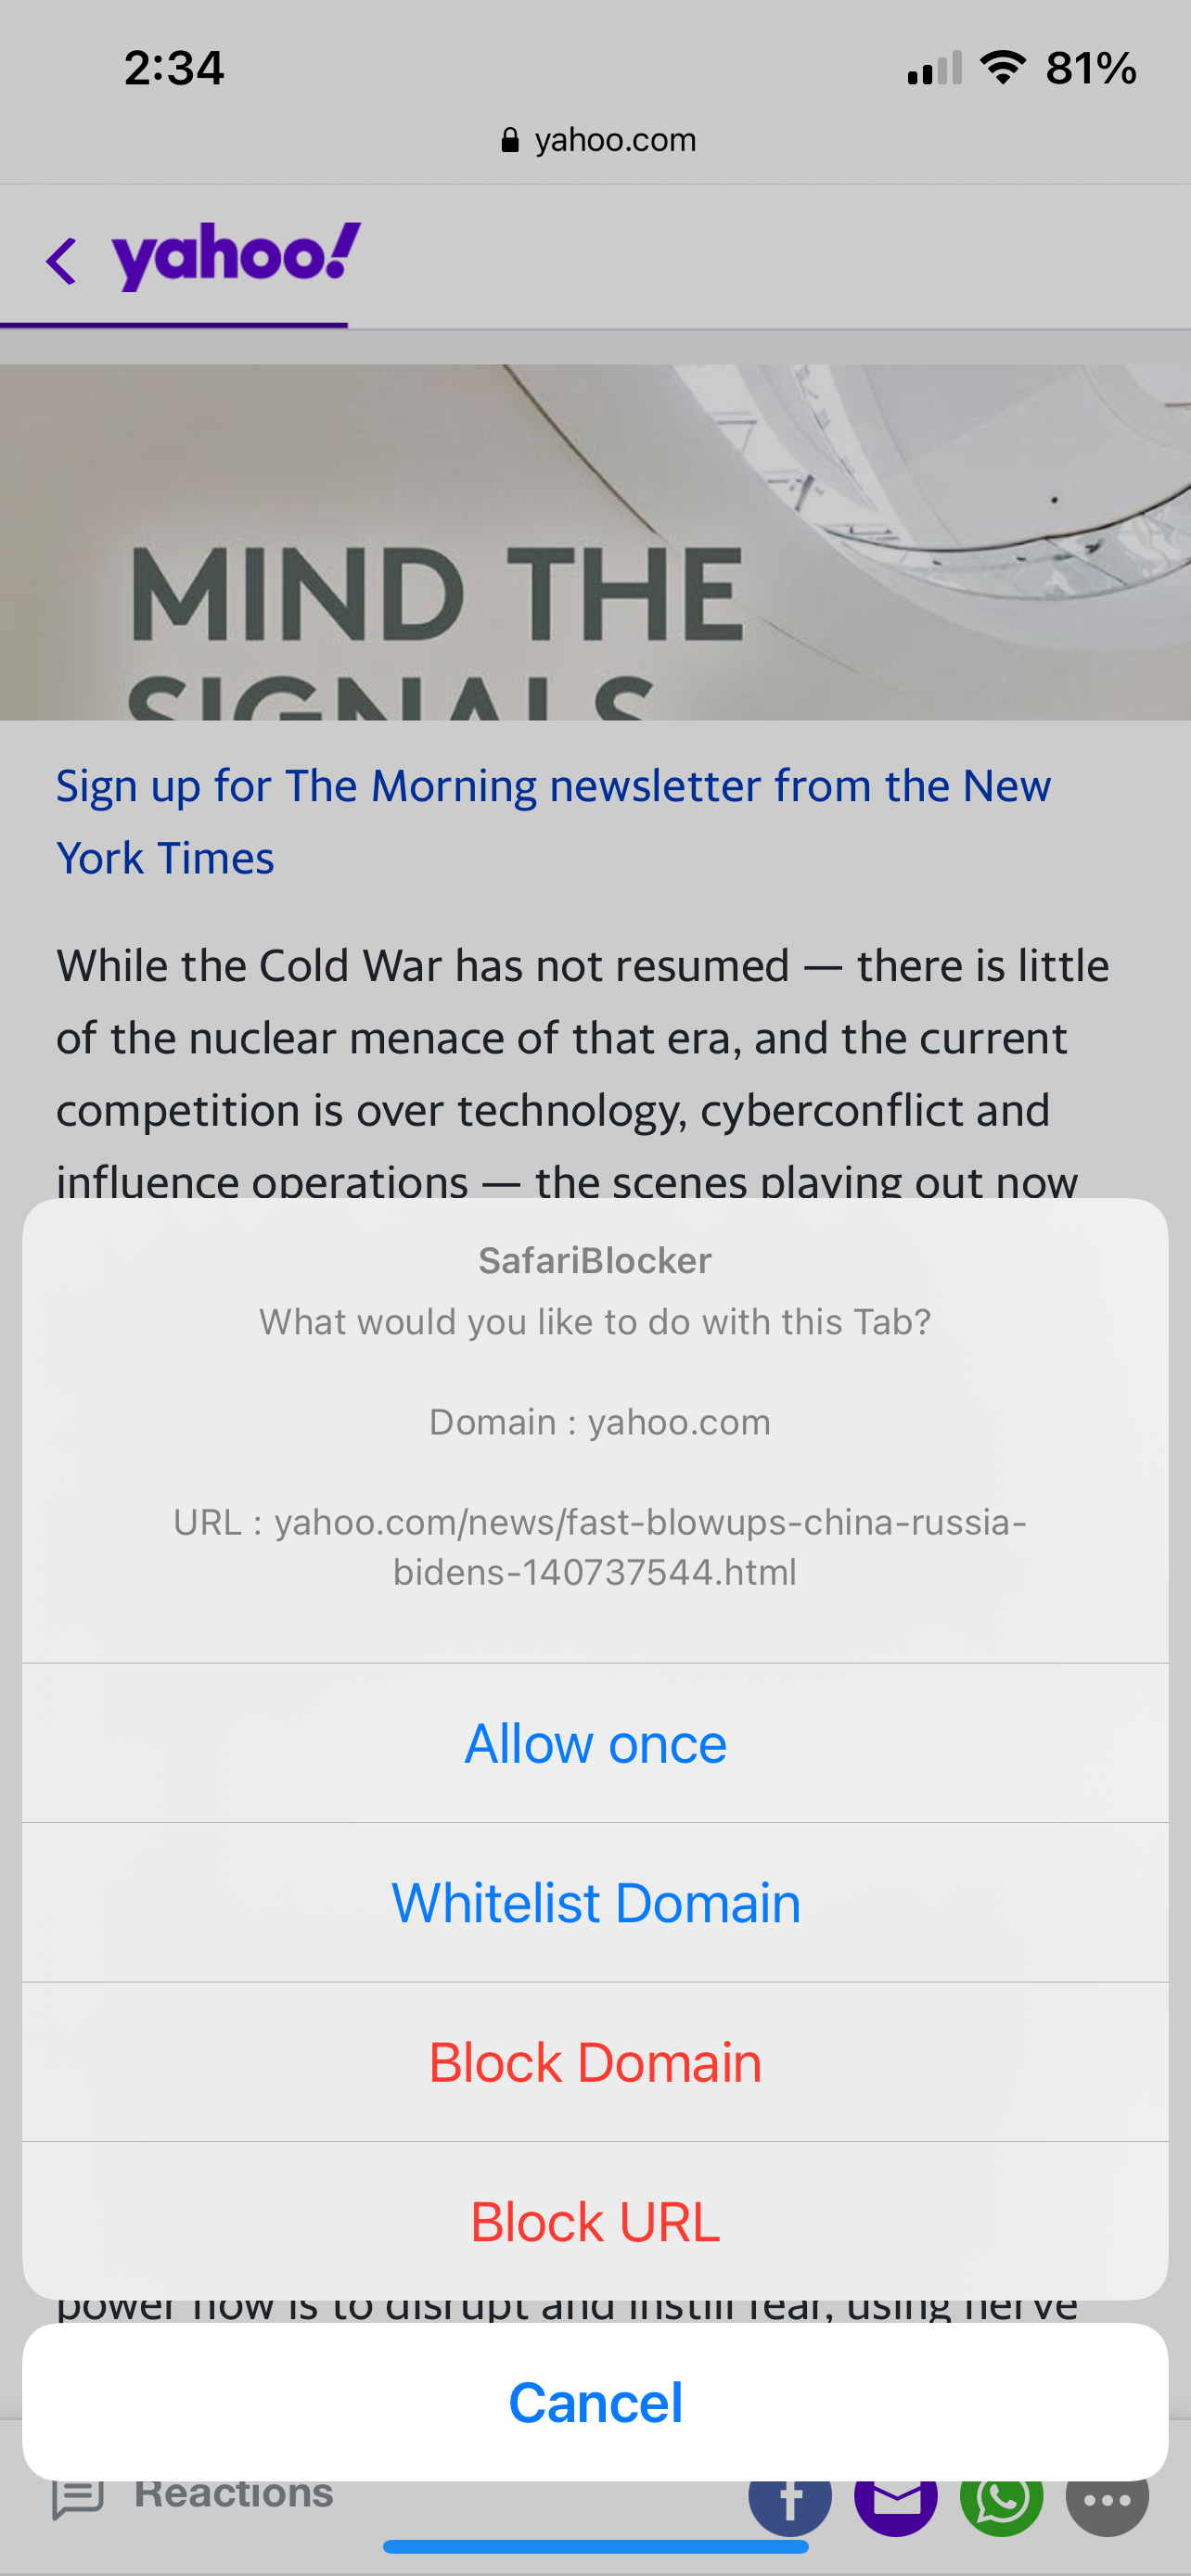 2:34
81%
yahoo.com
yahoo!
MIND THE
SIGNALS
Sign up for The Morning newsletter from the New
York Times
While the Cold War has not resumed — there is little
of the nuclear menace of that era, and the current
competition is over technology, cyberconflict and
influence operations — the scenes playing out now
SafariBlocker
What would you like to do with this Tab?
Domain : yahoo.com
URL : yahoo.com/news/fast-blowups-china-russia-
bidens-140737544.html
Allow once
Whitelist Domain
Block Domain
Block URL
power now is to disrupt and instill fear, using nerve
Cancel
Reactions